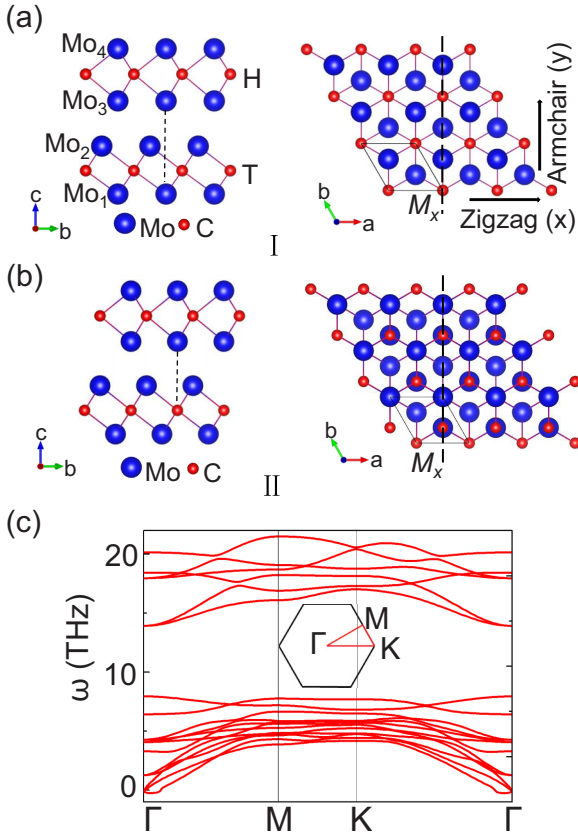 (a)
Mo4
H
Mo3
Mo2
T
Mo1
c
b
Mo C
I
Armchair (y)
b
a
Mx
Zigzag (x)
(b)
c
b
Mo C
II
b
a
Mx
(c)
20
10
0
ω (THz)
M
Γ
K
Γ M K Γ